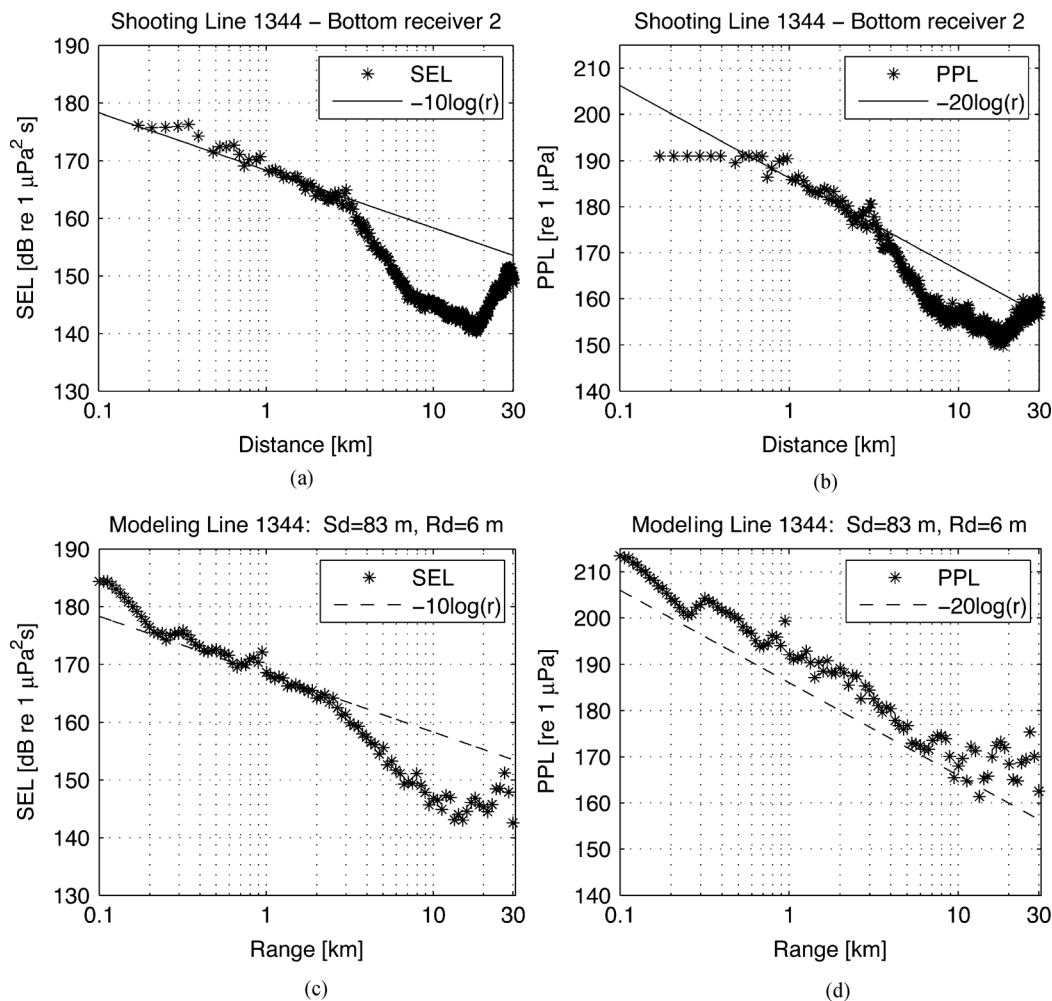 Shooting Line 1344 − Bottom receiver 2
SEL
−10log(r)
190
180
170
160
150
140
130
SEL [dB re 1 μPa² s]
0.1
1
10
30
Distance [km]
(a)
Shooting Line 1344 − Bottom receiver 2
PPL
−20log(r)
210
200
190
180
170
160
150
140
PPL [re 1 μPa]
0.1
1
10
30
Distance [km]
(b)
Modeling Line 1344: Sd=83 m, Rd=6 m
SEL
−10log(r)
190
180
170
160
150
140
130
SEL [dB re 1 μPa²s]
0.1
1
10
30
Range [km]
(c)
Modeling Line 1344: Sd=83 m, Rd=6 m
PPL
−20log(r)
210
200
190
180
170
160
150
140
PPL [re 1 μPa]
0.1
1
10
30
Range [km]
(d)